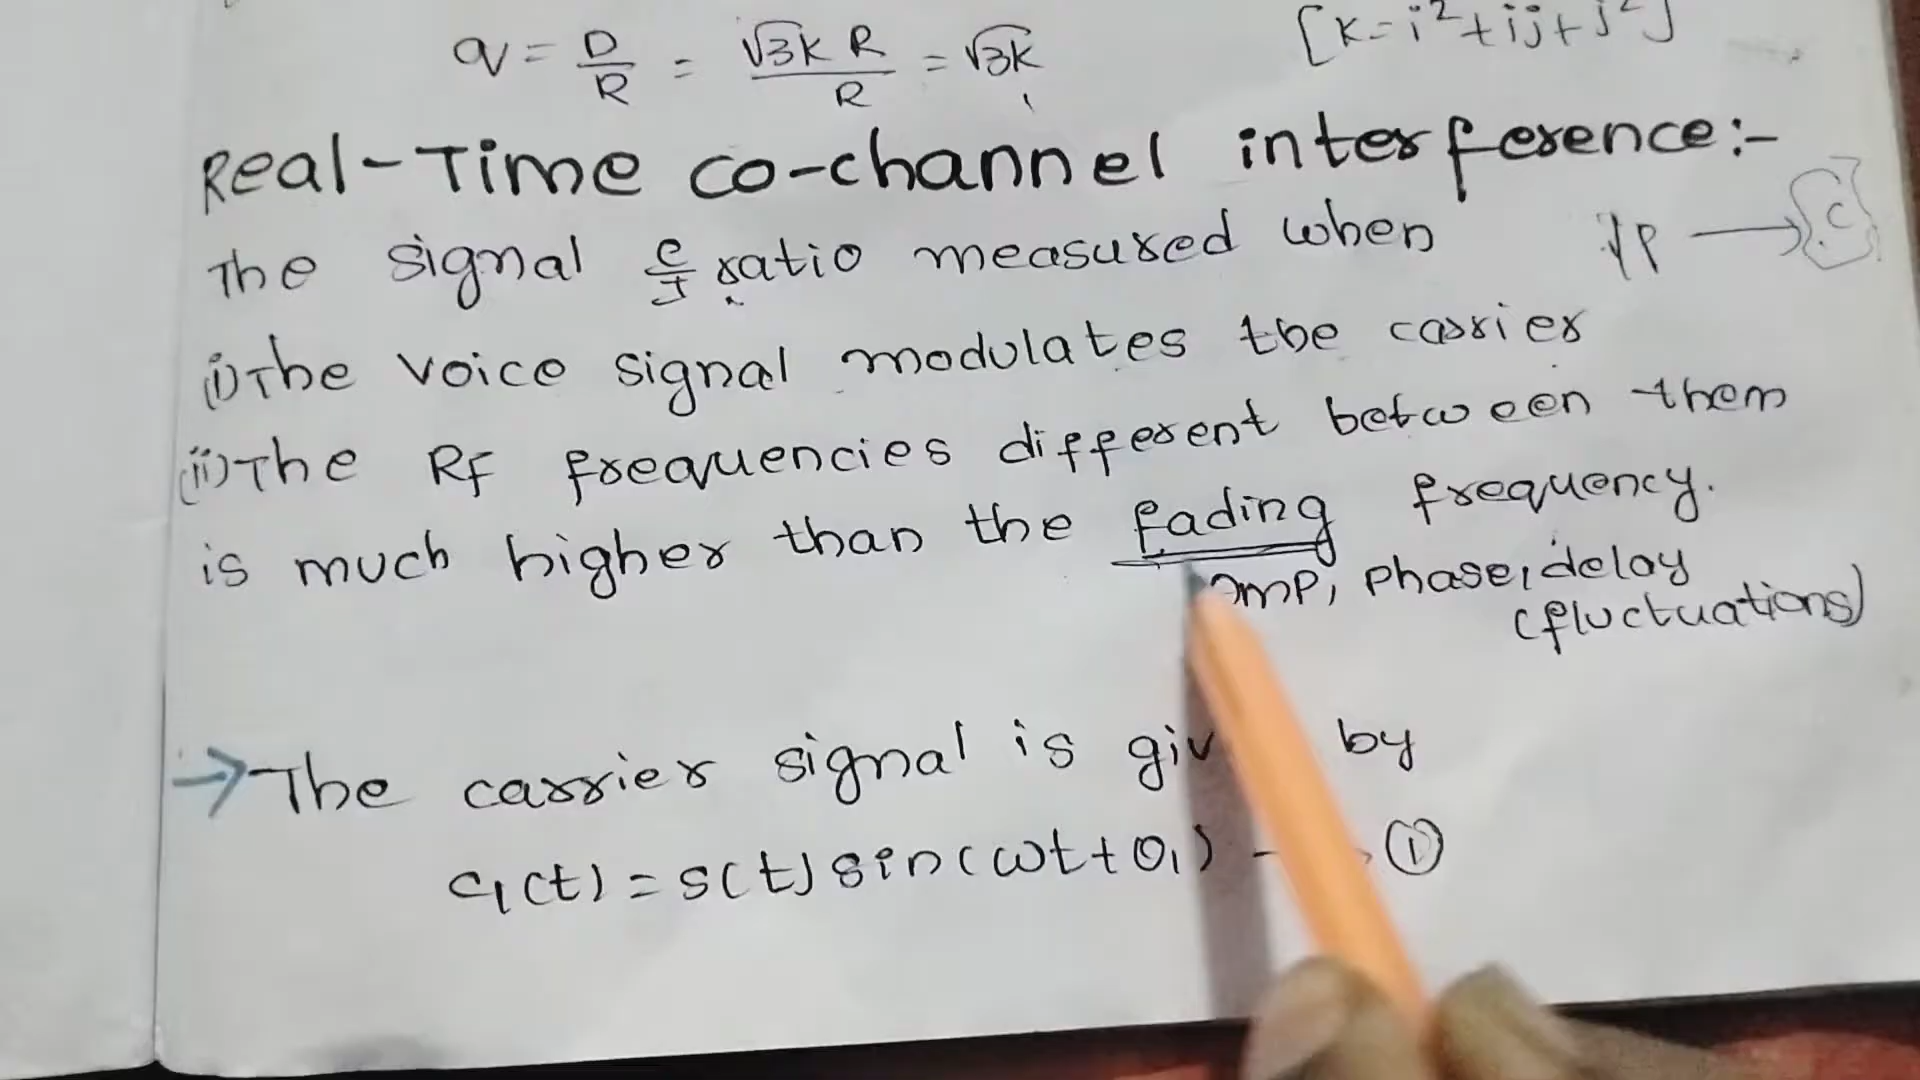 q = D/R = √3K R/R = √3K [K = i²+ij+j²]
Real-Time co-channel interference:-
The signal C/I ratio measured when
I/P → C
(i) The voice signal modulates the carrier
(ii) The RF frequencies different between them
is much higher than the fading frequency.
Amp, Phase, delay
(fluctuations)
→ The carrier signal is by
c₁(t) = s(t) sin(ωt + Θ₁) → ①